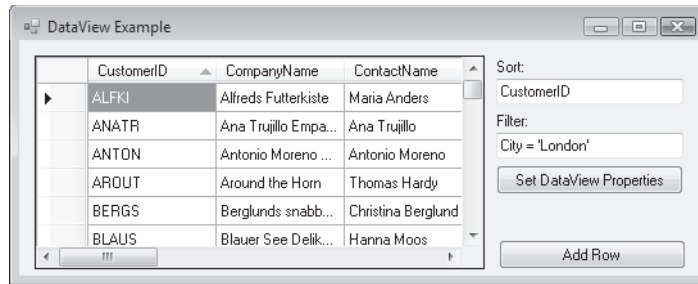 DataView Example
CustomerID CompanyName ContactName
ALFKI Alfreds Futterkiste Maria Anders
ANATR Ana Trujillo Empa... Ana Trujillo
ANTON Antonio Moreno ... Antonio Moreno
AROUT Around the Horn Thomas Hardy
BERGS Berglunds snabb... Christina Berglund
BLAUS Blauer See Delik... Hanna Moos
Sort:
CustomerID
Filter:
City = 'London'
Set DataView Properties
Add Row